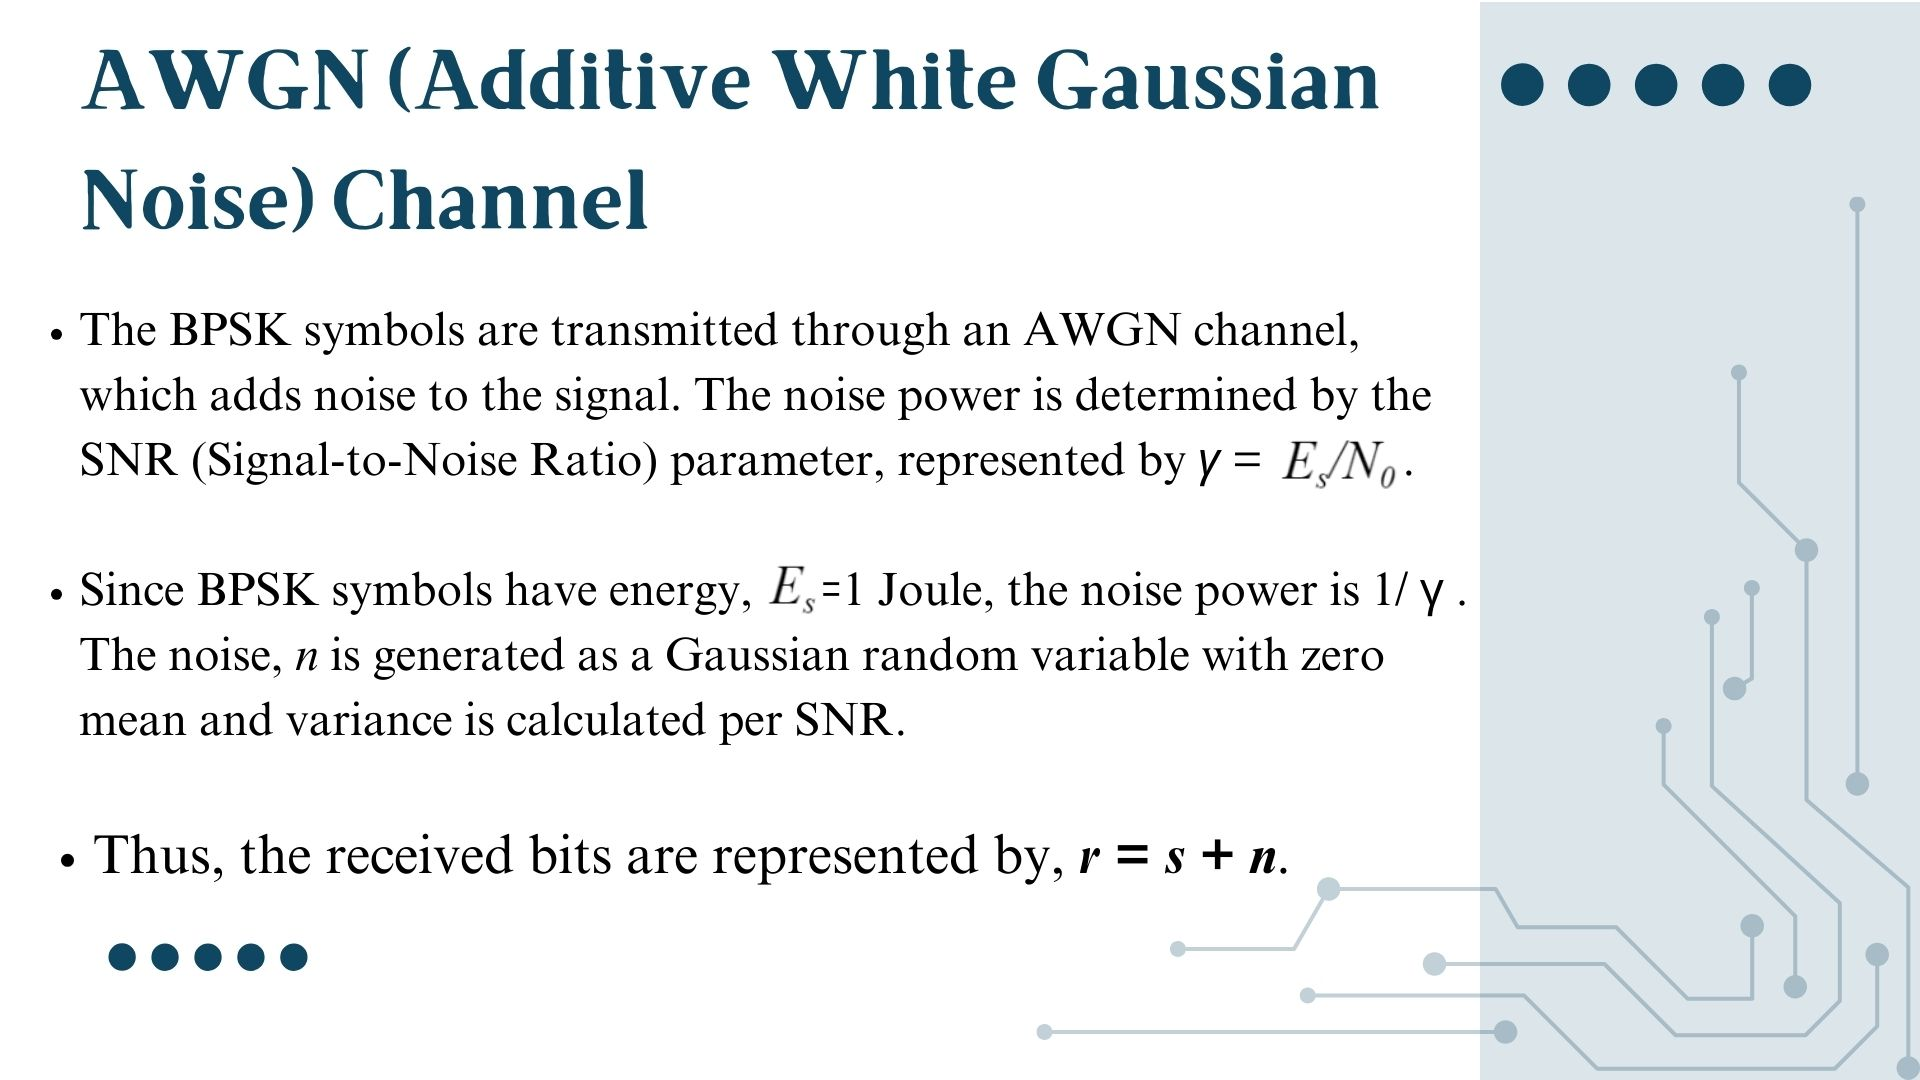 AWGN (Additive White Gaussian
Noise) Channel
• The BPSK symbols are transmitted through an AWGN channel,
which adds noise to the signal. The noise power is determined by the
SNR (Signal-to-Noise Ratio) parameter, represented by γ = Eₛ/N₀ .
• Since BPSK symbols have energy, Eₛ =1 Joule, the noise power is 1/ γ .
The noise, n is generated as a Gaussian random variable with zero
mean and variance is calculated per SNR.
• Thus, the received bits are represented by, r = s + n.